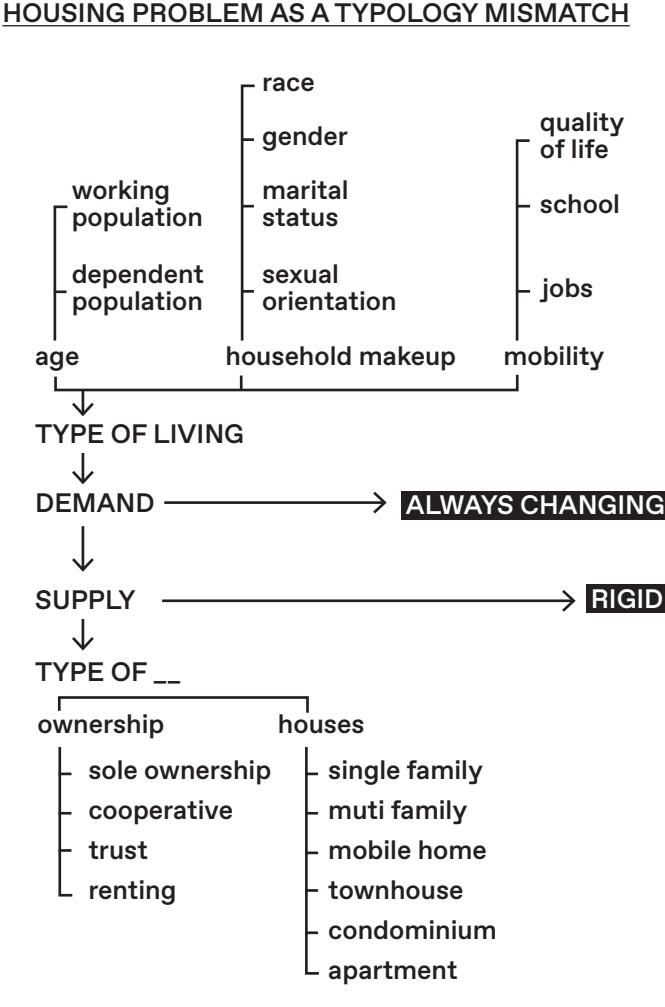 HOUSING PROBLEM AS A TYPOLOGY MISMATCH
working
population
dependent
population
age
race
gender
marital
status
sexual
orientation
household makeup
quality
of life
school
jobs
mobility
TYPE OF LIVING
DEMAND
ALWAYS CHANGING
SUPPLY
RIGID
TYPE OF __
ownership
sole ownership
cooperative
trust
renting
houses
single family
muti family
mobile home
townhouse
condominium
apartment